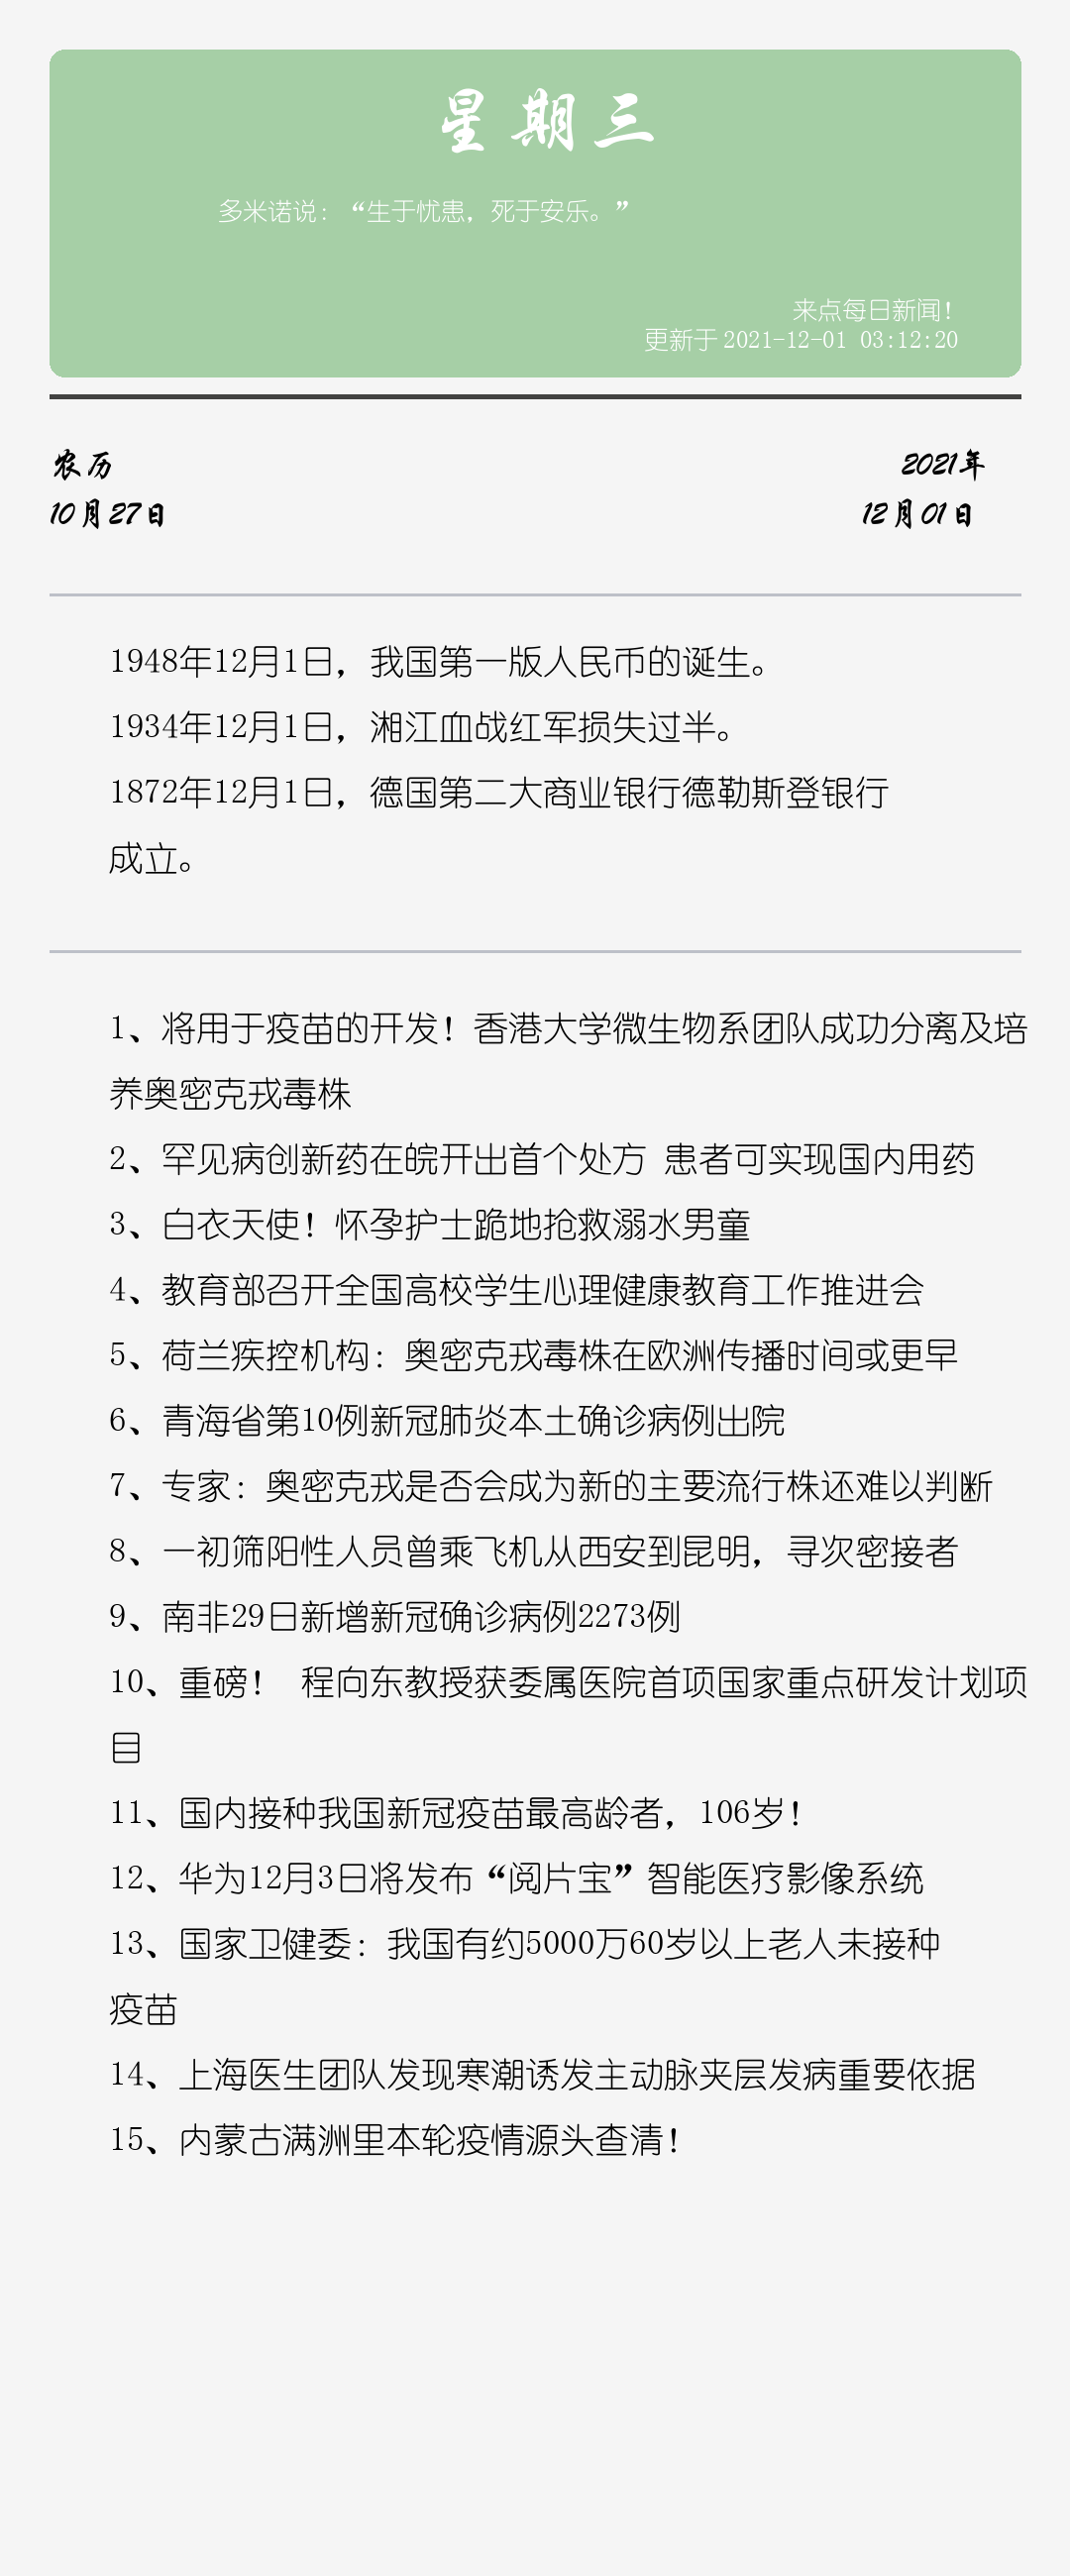 星期三
多米诺说：“生于忧患，死于安乐。”
来点每日新闻！
更新于 2021-12-01 03:12:20
农历
10月27日
2021年
12月01日
1948年12月1日，我国第一版人民币的诞生。
1934年12月1日，湘江血战红军损失过半。
1872年12月1日，德国第二大商业银行德勒斯登银行
成立。
1、将用于疫苗的开发！香港大学微生物系团队成功分离及培
养奥密克戎毒株
2、罕见病创新药在皖开出首个处方 患者可实现国内用药
3、白衣天使！怀孕护士跪地抢救溺水男童
4、教育部召开全国高校学生心理健康教育工作推进会
5、荷兰疾控机构：奥密克戎毒株在欧洲传播时间或更早
6、青海省第10例新冠肺炎本土确诊病例出院
7、专家：奥密克戎是否会成为新的主要流行株还难以判断
8、一初筛阳性人员曾乘飞机从西安到昆明，寻次密接者
9、南非29日新增新冠确诊病例2273例
10、重磅！ 程向东教授获委属医院首项国家重点研发计划项
目
11、国内接种我国新冠疫苗最高龄者，106岁！
12、华为12月3日将发布“阅片宝”智能医疗影像系统
13、国家卫健委：我国有约5000万60岁以上老人未接种
疫苗
14、上海医生团队发现寒潮诱发主动脉夹层发病重要依据
15、内蒙古满洲里本轮疫情源头查清！